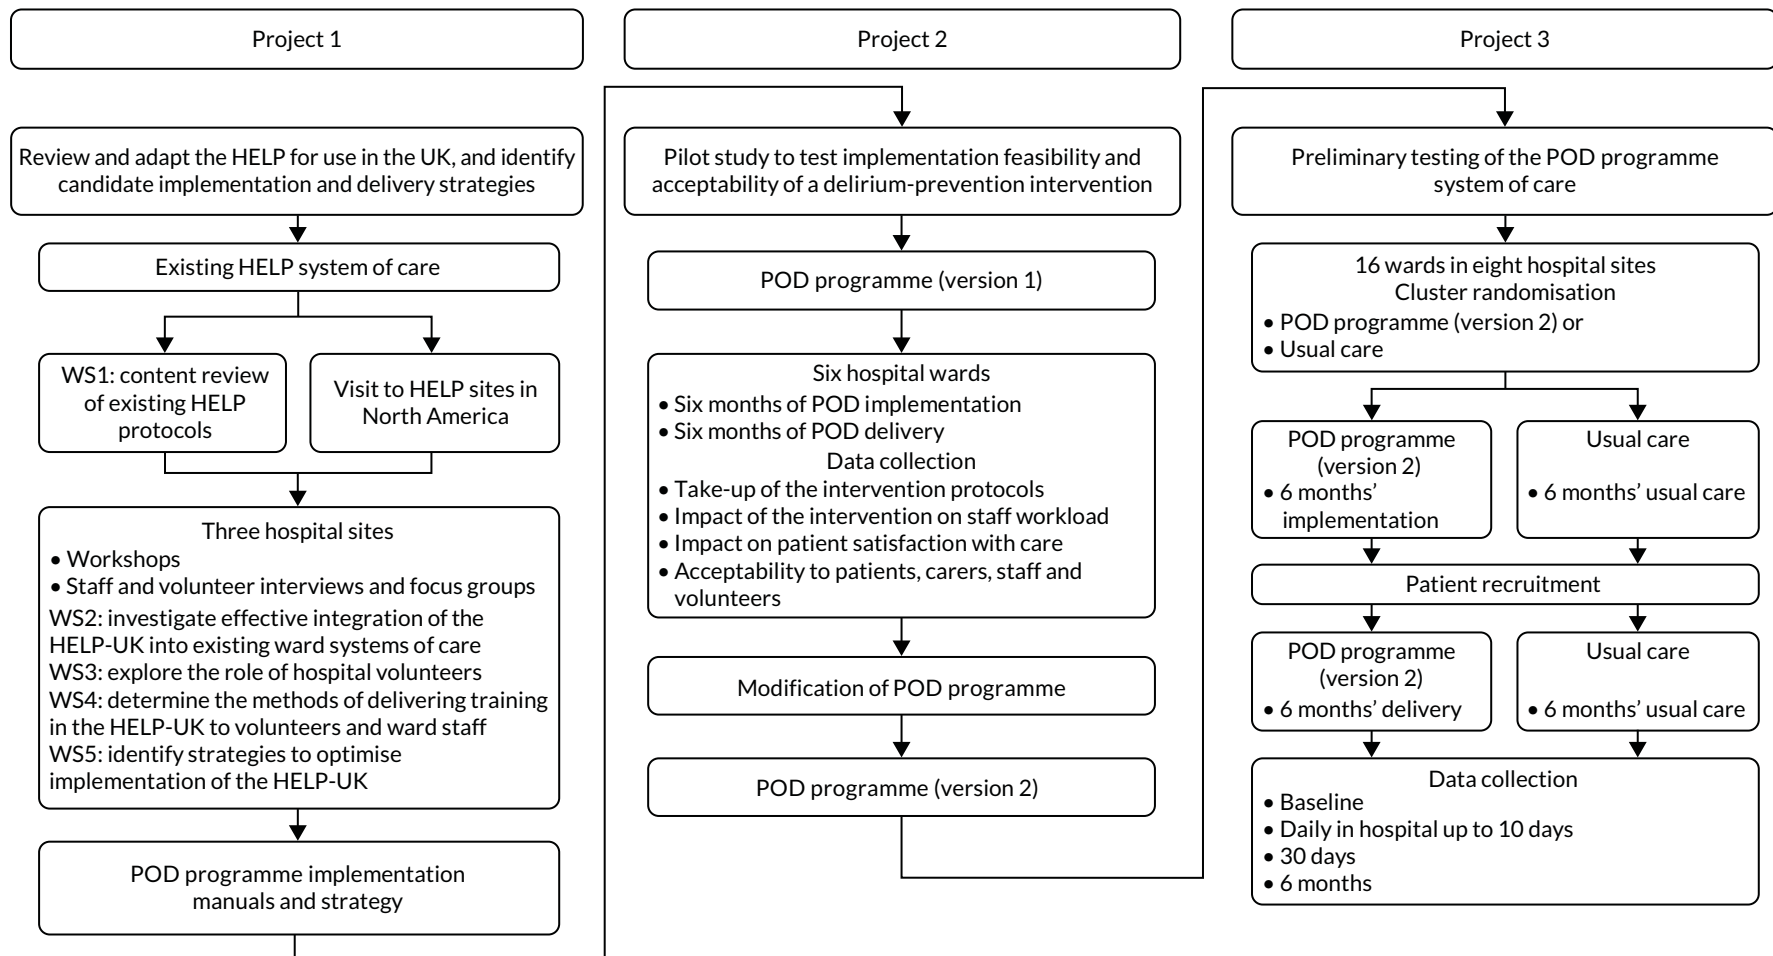 Project 1
Review and adapt the HELP for use in the UK, and identify
candidate implementation and delivery strategies
Existing HELP system of care
WS1: content review
of existing HELP
protocols
Visit to HELP sites in
North America
Three hospital sites
• Workshops
• Staff and volunteer interviews and focus groups
WS2: investigate effective integration of the
HELP-UK into existing ward systems of care
WS3: explore the role of hospital volunteers
WS4: determine the methods of delivering training
in the HELP-UK to volunteers and ward staff
WS5: identify strategies to optimise
implementation of the HELP-UK
POD programme implementation
manuals and strategy
Project 2
Pilot study to test implementation feasibility and
acceptability of a delirium-prevention intervention
POD programme (version 1)
Six hospital wards
• Six months of POD implementation
• Six months of POD delivery
Data collection
• Take-up of the intervention protocols
• Impact of the intervention on staff workload
• Impact on patient satisfaction with care
• Acceptability to patients, carers, staff and
volunteers
Modification of POD programme
POD programme (version 2)
Project 3
Preliminary testing of the POD programme
system of care
16 wards in eight hospital sites
Cluster randomisation
• POD programme (version 2) or
• Usual care
POD programme
(version 2)
• 6 months’
implementation
Usual care
• 6 months’ usual care
Patient recruitment
POD programme
(version 2)
• 6 months’ delivery
Usual care
• 6 months’ usual care
Data collection
• Baseline
• Daily in hospital up to 10 days
• 30 days
• 6 months